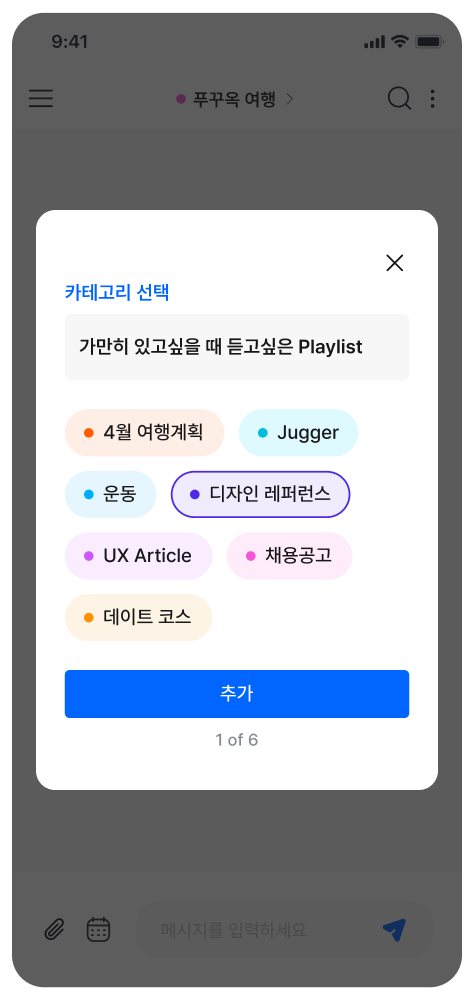 9:41
푸꾸옥 여행
카테고리 선택
가만히 있고싶을 때 듣고싶은 Playlist
4월 여행계획
Jugger
운동
디자인 레퍼런스
UX Article
채용공고
데이트 코스
추가
1 of 6
메시지를 입력하세요